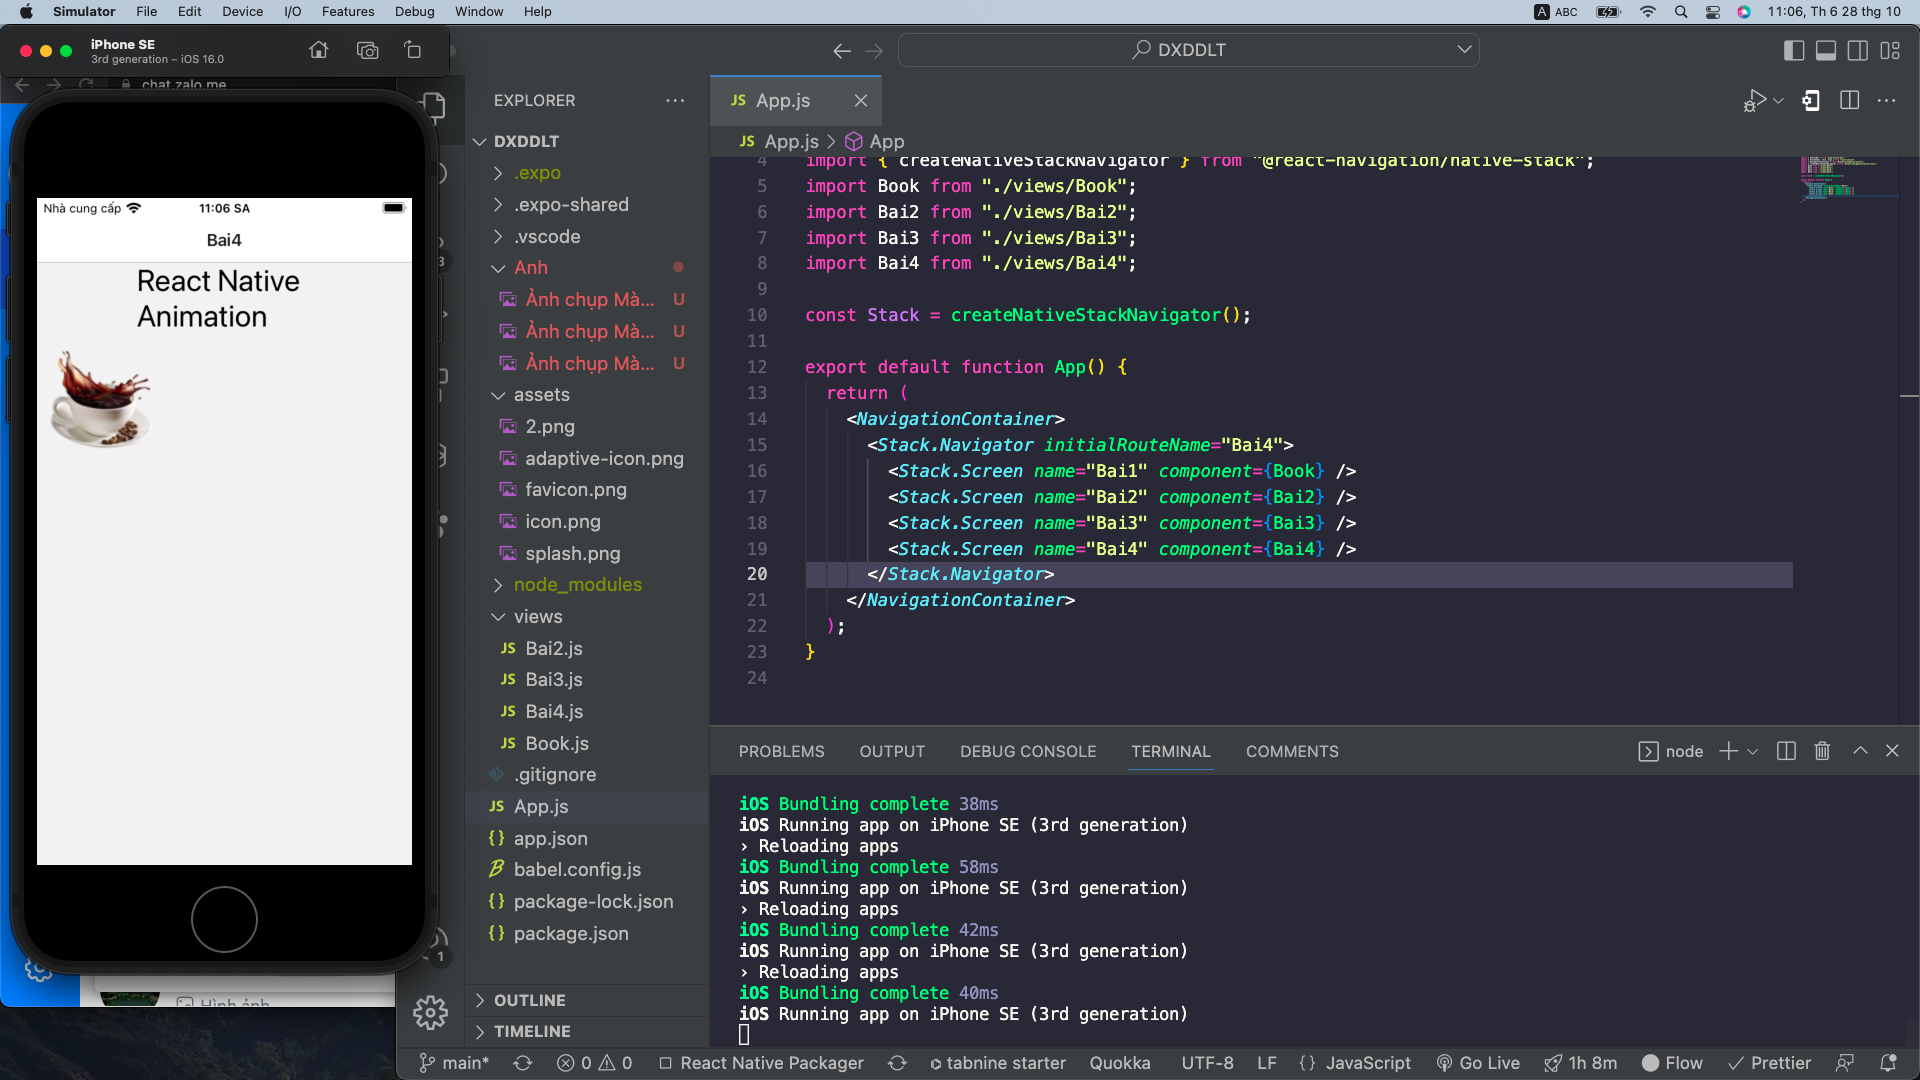 Simulator File Edit Device I/O Features Debug Window Help
A ABC 11:06, Th 6 28 thg 10
iPhone SE
3rd generation – iOS 16.0
chat.zalo.me
Nhà cung cấp 11:06 SA
Bai4
React Native
Animation
Hình ảnh
3
1
EXPLORER
DXDDLT
.expo
.expo-shared
.vscode
Anh
Ảnh chụp Mà... U
Ảnh chụp Mà... U
Ảnh chụp Mà... U
assets
2.png
adaptive-icon.png
favicon.png
icon.png
splash.png
node_modules
views
JS Bai2.js
JS Bai3.js
JS Bai4.js
JS Book.js
.gitignore
JS App.js
{} app.json
babel.config.js
{} package-lock.json
{} package.json
OUTLINE
TIMELINE
DXDDLT
JS App.js
JS App.js > App
4 import { createNativeStackNavigator } from "@react-navigation/native-stack";
5 import Book from "./views/Book";
6 import Bai2 from "./views/Bai2";
7 import Bai3 from "./views/Bai3";
8 import Bai4 from "./views/Bai4";
9
10 const Stack = createNativeStackNavigator();
11
12 export default function App() {
13 return (
14 <NavigationContainer>
15 <Stack.Navigator initialRouteName="Bai4">
16 <Stack.Screen name="Bai1" component={Book} />
17 <Stack.Screen name="Bai2" component={Bai2} />
18 <Stack.Screen name="Bai3" component={Bai3} />
19 <Stack.Screen name="Bai4" component={Bai4} />
20 </Stack.Navigator>
21 </NavigationContainer>
22 );
23 }
24
PROBLEMS OUTPUT DEBUG CONSOLE TERMINAL COMMENTS node
iOS Bundling complete 38ms
iOS Running app on iPhone SE (3rd generation)
› Reloading apps
iOS Bundling complete 58ms
iOS Running app on iPhone SE (3rd generation)
› Reloading apps
iOS Bundling complete 42ms
iOS Running app on iPhone SE (3rd generation)
› Reloading apps
iOS Bundling complete 40ms
iOS Running app on iPhone SE (3rd generation)
main* 0 0 React Native Packager tabnine starter Quokka UTF-8 LF {} JavaScript Go Live 1h 8m Flow Prettier